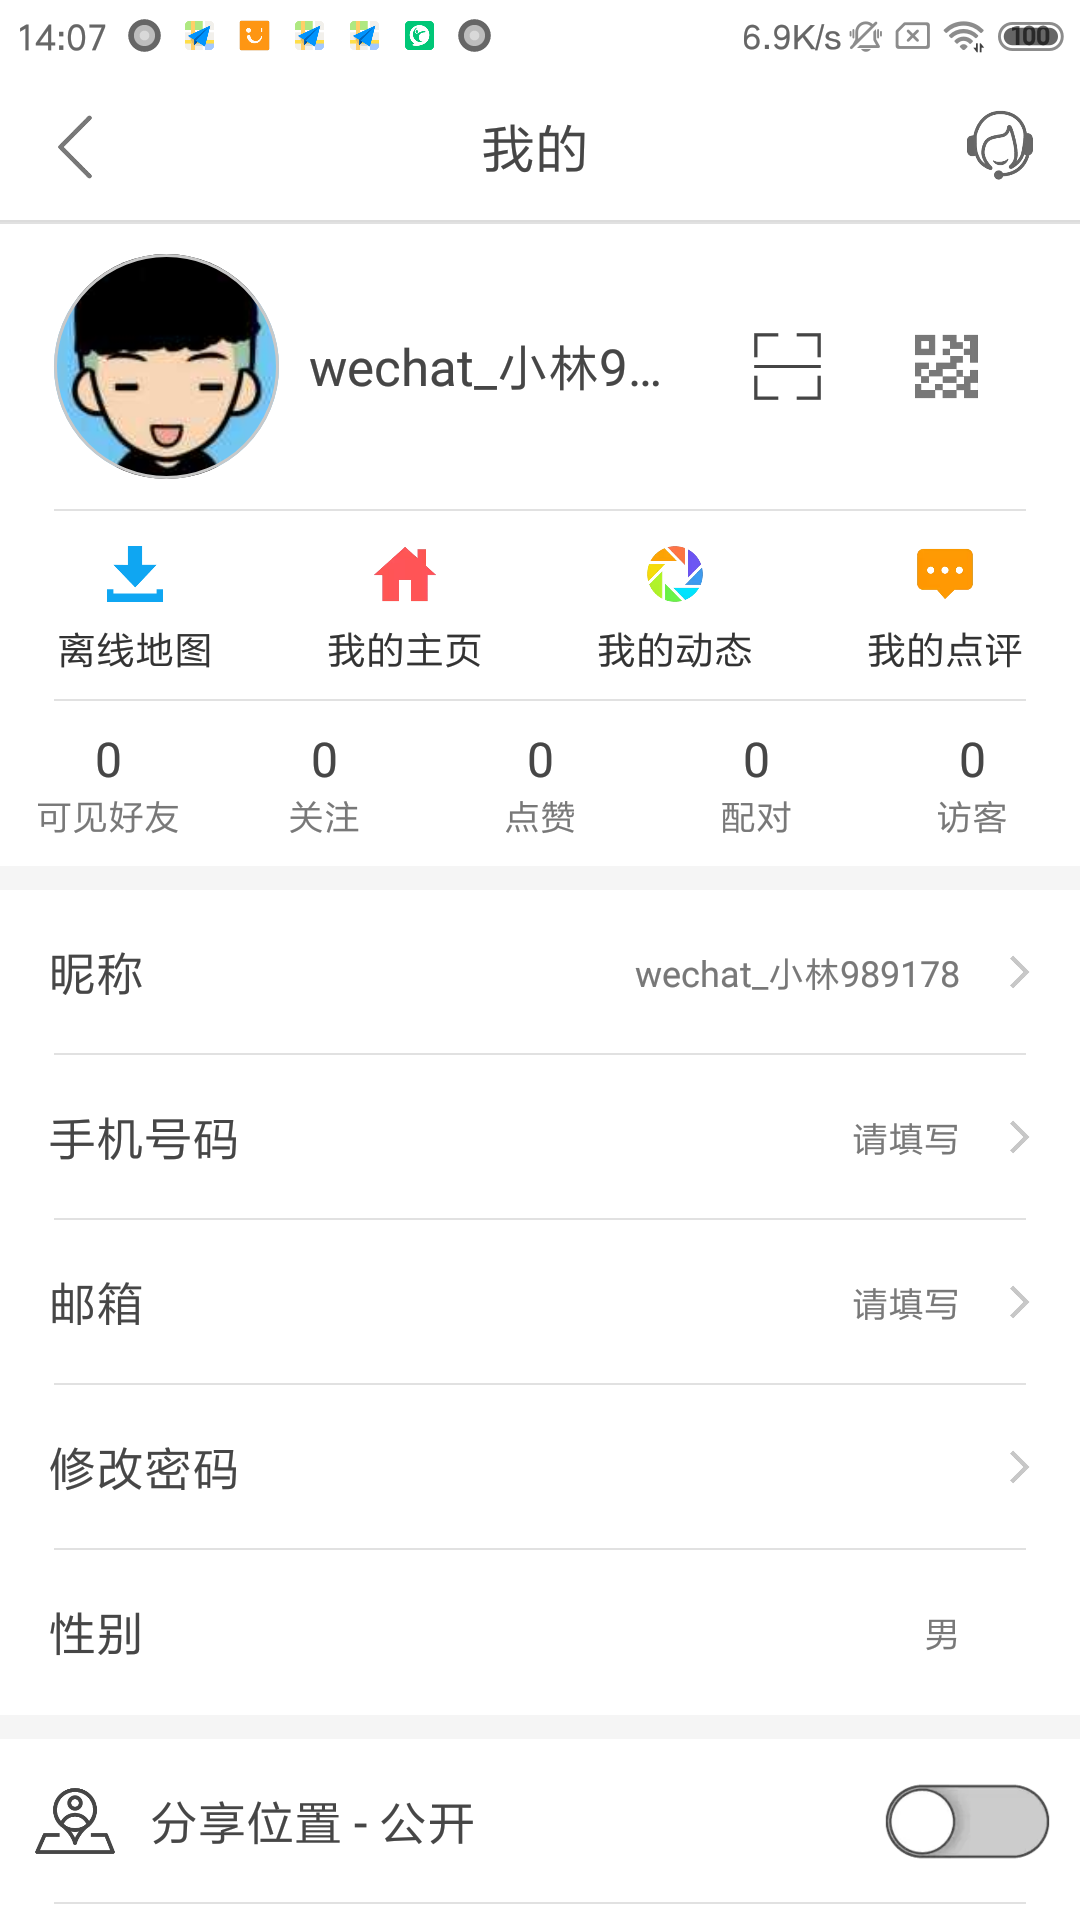 14:07 6.9K/s 100
我的
wechat_小林9...
离线地图 我的主页 我的动态 我的点评
0 0 0 0 0
可见好友 关注 点赞 配对 访客
昵称 wechat_小林989178
手机号码 请填写
邮箱 请填写
修改密码
性别 男
分享位置 - 公开